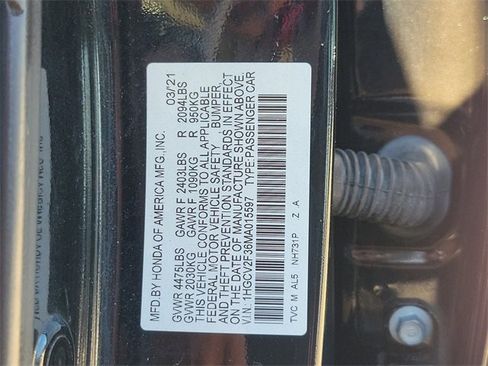 MFD BY HONDA OF AMERICA MFG.,INC. 03/21
GVWR 4475LBS GAWR F 2403LBS R 2094LBS
GVWR 2030KG GAWR F 1090KG R 950KG
THIS VEHICLE CONFORMS TO ALL APPLICABLE
FEDERAL MOTOR VEHICLE SAFETY , BUMPER,
AND THEFT PREVENTION STANDARDS IN EFFECT
ON THE DATE OF MANUFACTURE SHOWN ABOVE.
V.I.N: 1HGCV2F36MA015597 TYPE:PASSENGER CAR
TVC M AL5 NH731P Z A